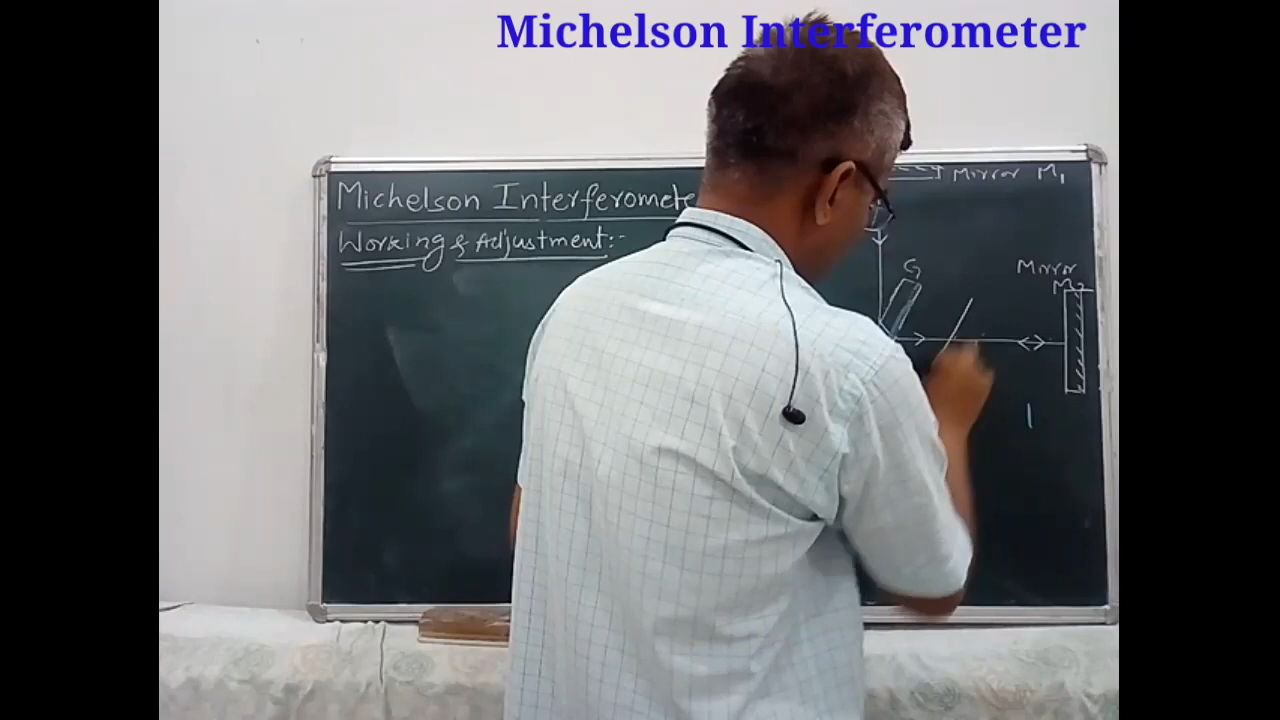 Michelson Interferometer
Michelson Interferomete
Working & Adjustment:-
Mirror M1
G
Mirror
M2